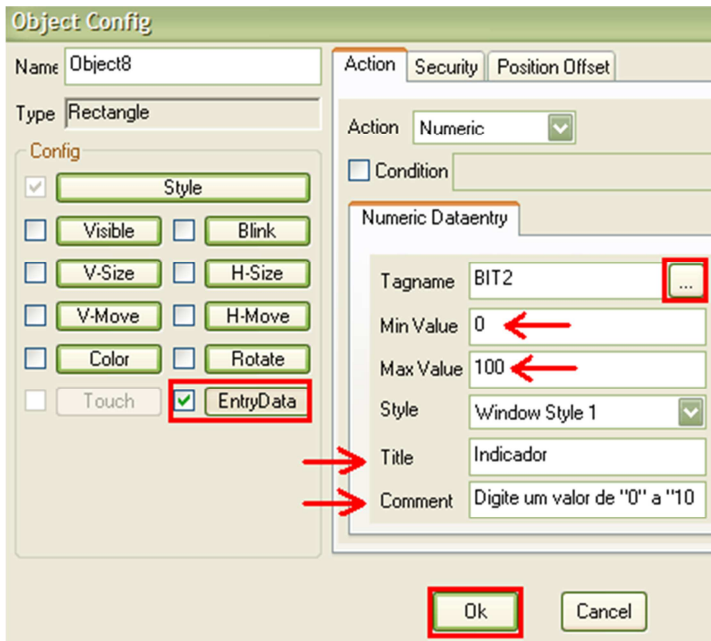 Object Config
Name Object8
Type Rectangle
Config
Style
Visible Blink
V-Size H-Size
V-Move H-Move
Color Rotate
Touch EntryData
Action Security Position Offset
Action Numeric
Condition
Numeric Dataentry
Tagname BIT2 ...
Min Value 0
Max Value 100
Style Window Style 1
Title Indicador
Comment Digite um valor de "0" a "10
Ok Cancel